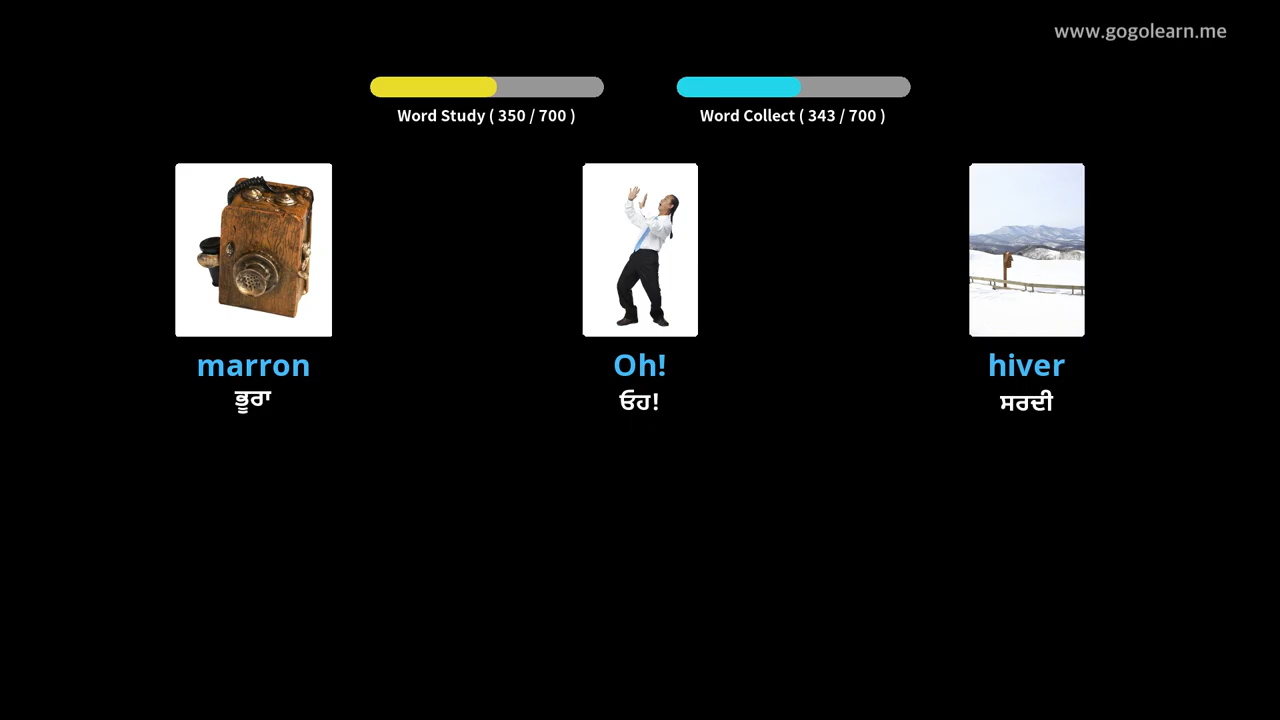 www.gogolearn.me
Word Study ( 350 / 700 )
Word Collect ( 343 / 700 )
marron
ਭੂਰਾ
Oh!
ਓਹ!
hiver
ਸਰਦੀ